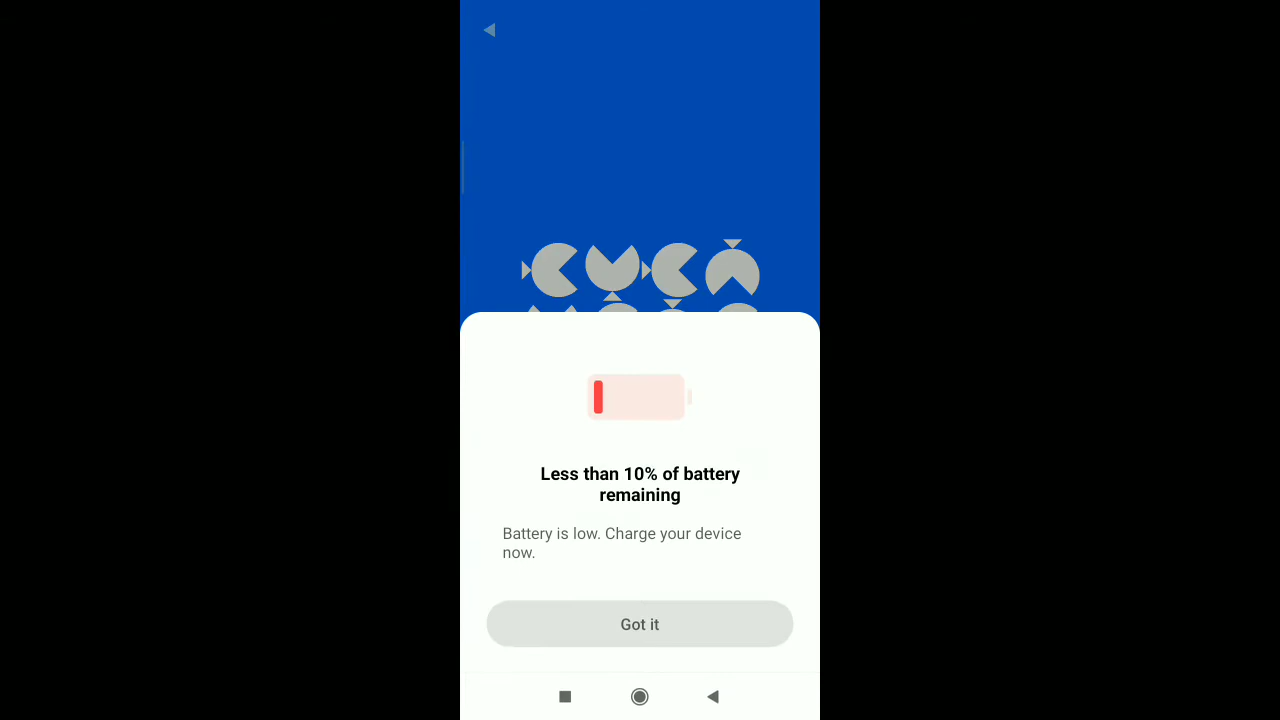 Less than 10% of battery
remaining
Battery is low. Charge your device
now.
Got it